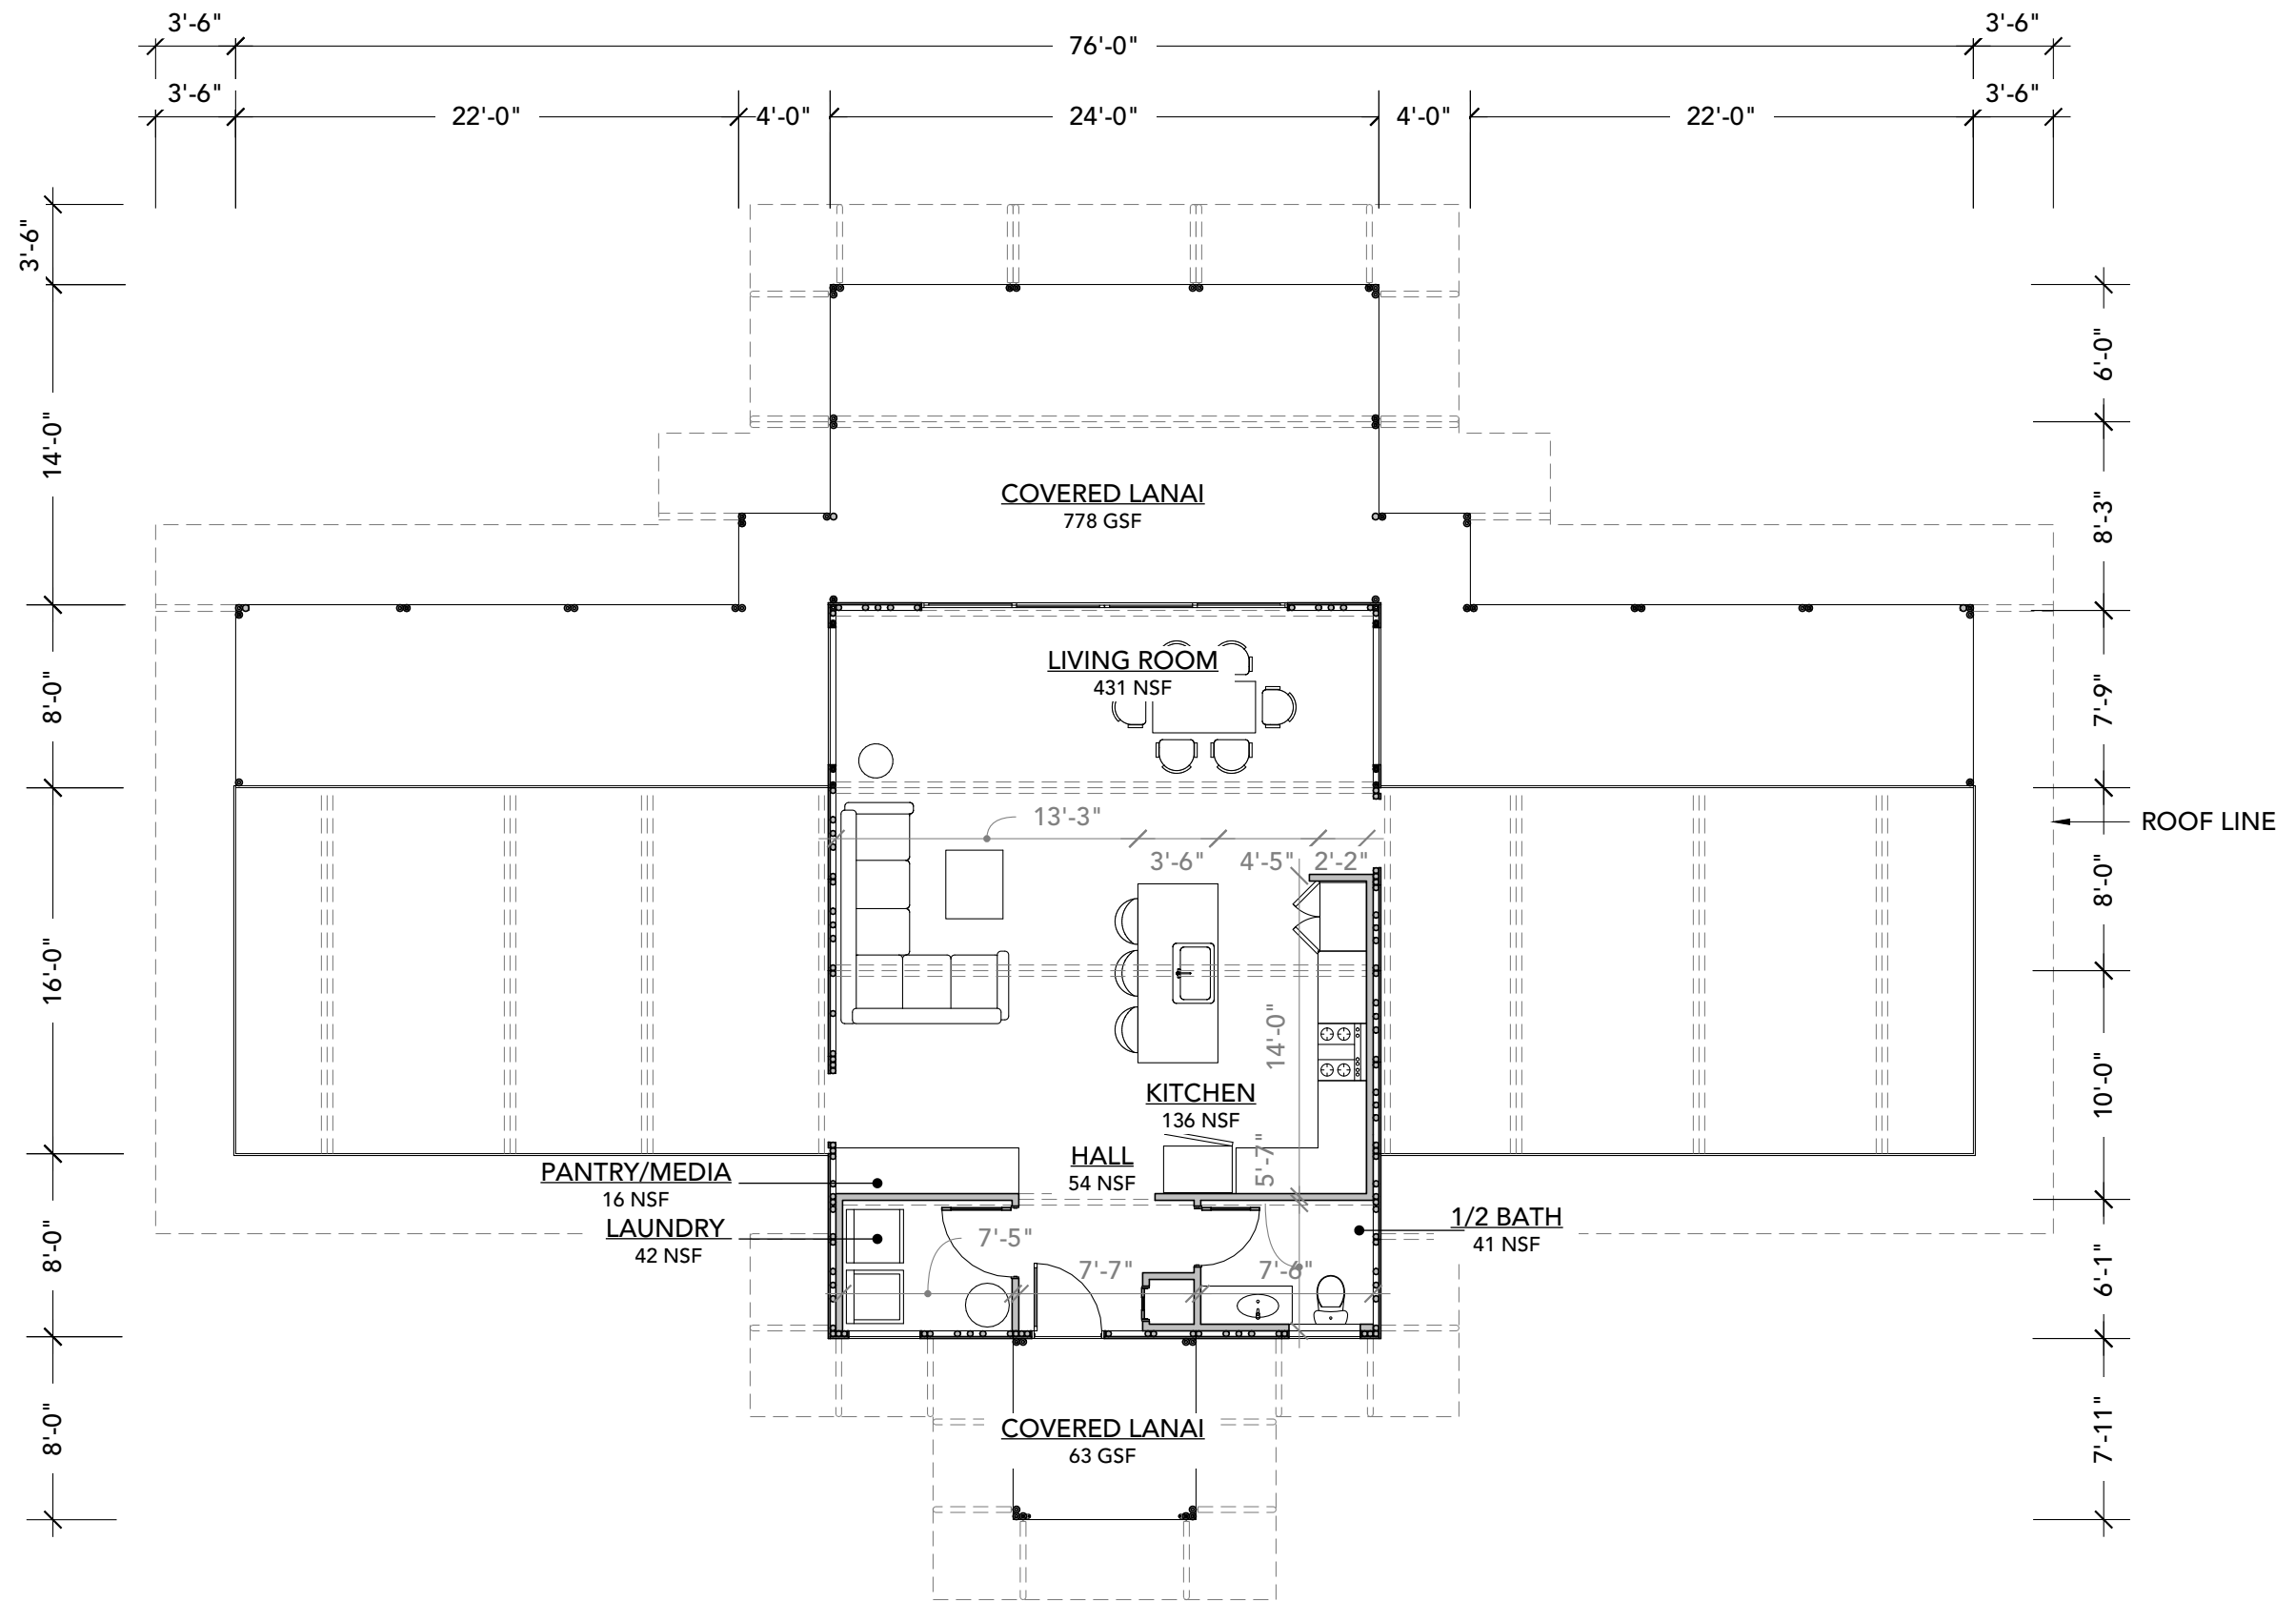 3'-6"
76'-0"
3'-6"
3'-6"
22'-0"
4'-0"
24'-0"
4'-0"
22'-0"
3'-6"
3'-6"
14'-0"
8'-0"
16'-0"
8'-0"
8'-0"
6'-0"
8'-3"
7'-9"
8'-0"
10'-0"
6'-1"
7'-11"
COVERED LANAI
778 GSF
LIVING ROOM
431 NSF
ROOF LINE
13'-3"
3'-6"
4'-5"
2'-2"
14'-0"
KITCHEN
136 NSF
HALL
54 NSF
5'-7"
PANTRY/MEDIA
16 NSF
LAUNDRY
42 NSF
1/2 BATH
41 NSF
7'-5"
7'-7"
7'-6"
COVERED LANAI
63 GSF